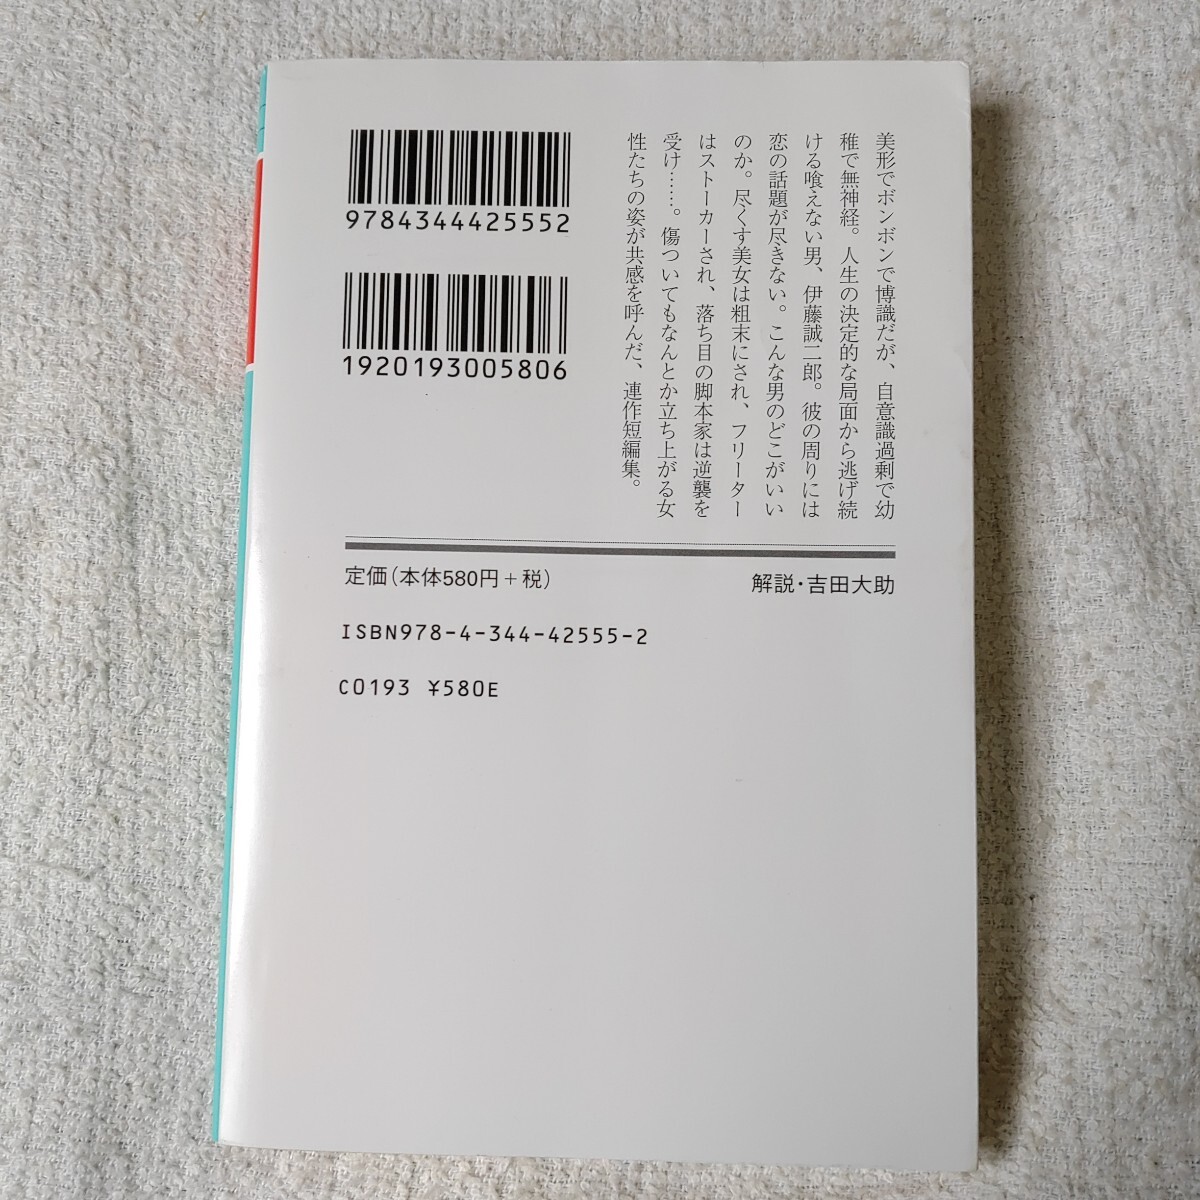 美形でボンボンで博識だが、自意識過剰で幼
稚で無神経。人生の決定的な局面から逃げ続
ける喰えない男、伊藤誠二郎。彼の周りには
恋の話題が尽きない。こんな男のどこがいい
のか。尽くす美女は粗末にされ、フリーター
はストーカーされ、落ち目の脚本家は逆襲を
受け……。傷ついてもなんとか立ち上がる女
性たちの姿が共感を呼んだ、連作短編集。
9784344425552
1920193005806
定価(本体580円+税)
解説・吉田大助
ISBN978-4-344-42555-2
C0193 ¥580E